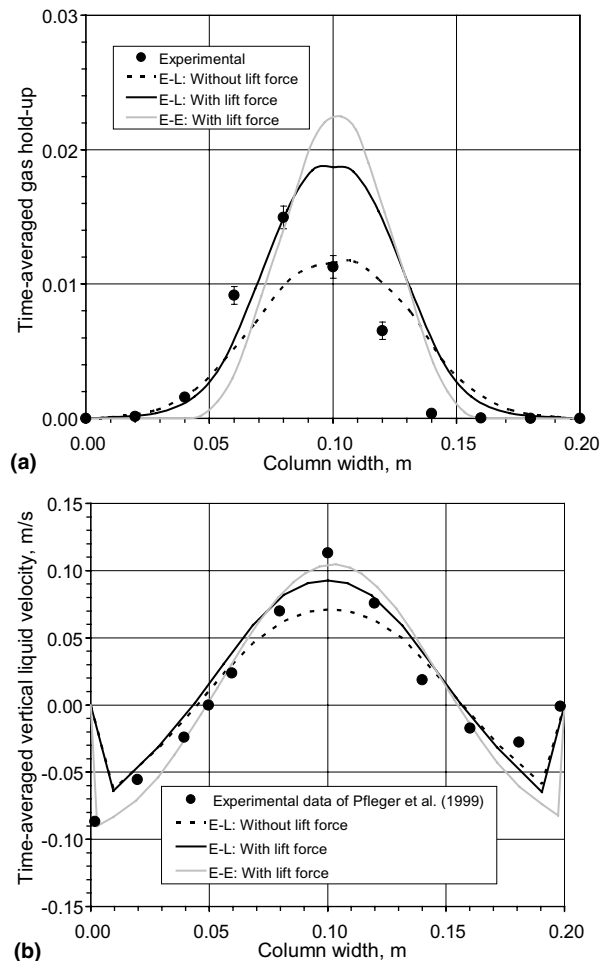 0.03
Experimental
E-L: Without lift force
E-L: With lift force
E-E: With lift force
0.02
Time-averaged gas hold-up
0.01
0.00
0.00 0.05 0.10 0.15 0.20
(a)
Column width, m
0.15
0.10
0.05
0.00
-0.05
-0.10
-0.15
Time-averaged vertical liquid velocity, m/s
Experimental data of Pfleger et al. (1999)
E-L: Without lift force
E-L: With lift force
E-E: With lift force
0.00 0.05 0.10 0.15 0.20
(b)
Column width, m